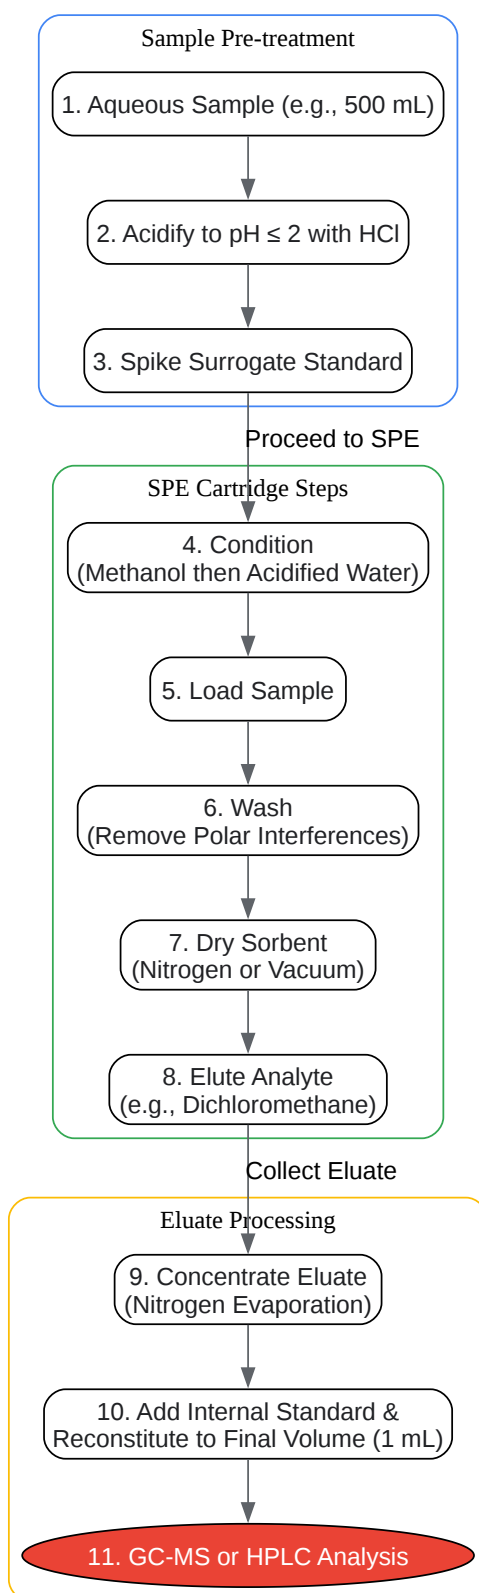 Sample Pre-treatment
1. Aqueous Sample (e.g., 500 mL)
2. Acidify to pH ≤ 2 with HCl
3. Spike Surrogate Standard
Proceed to SPE
SPE Cartridge Steps
4. Condition
(Methanol then Acidified Water)
5. Load Sample
6. Wash
(Remove Polar Interferences)
7. Dry Sorbent
(Nitrogen or Vacuum)
8. Elute Analyte
(e.g., Dichloromethane)
Collect Eluate
Eluate Processing
9. Concentrate Eluate
(Nitrogen Evaporation)
10. Add Internal Standard &
Reconstitute to Final Volume (1 mL)
11. GC-MS or HPLC Analysis